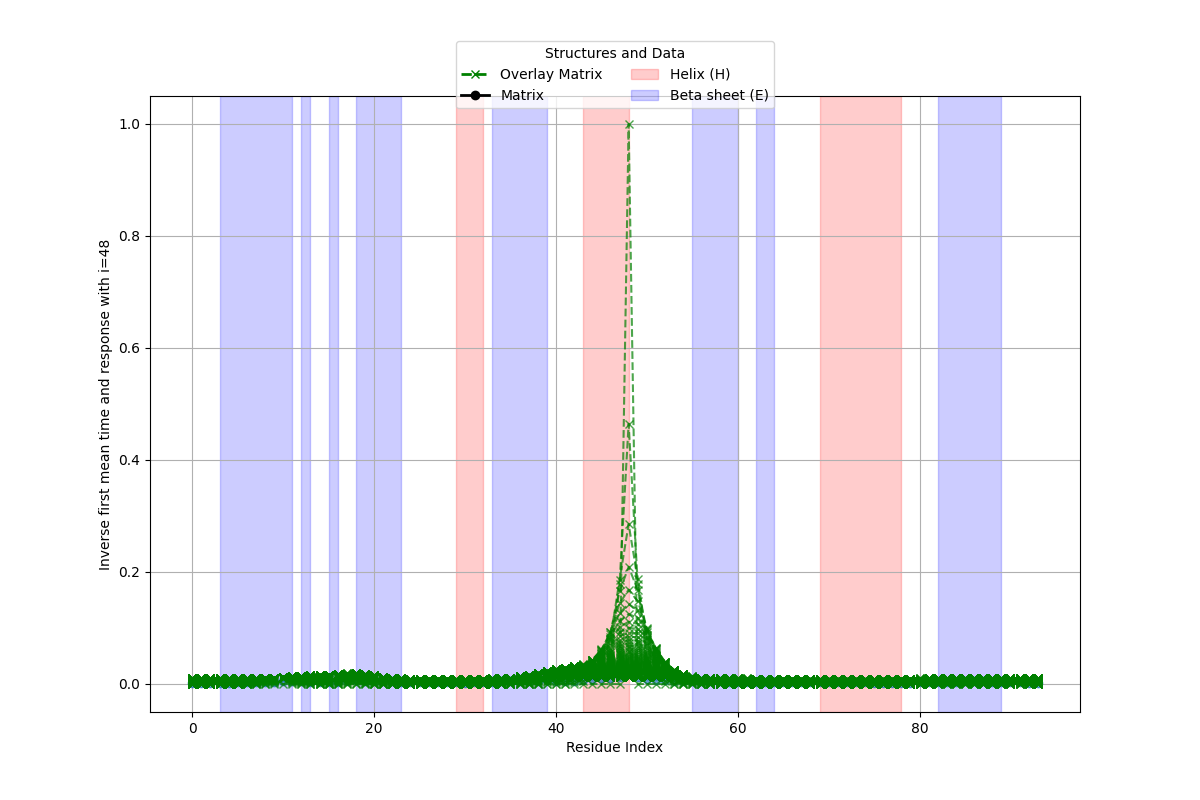 Structures and Data
Overlay Matrix
Matrix
Helix (H)
Beta sheet (E)
Inverse first mean time and response with i=48
1.0
0.8
0.6
0.4
0.2
0.0
0 20 40 60 80
Residue Index